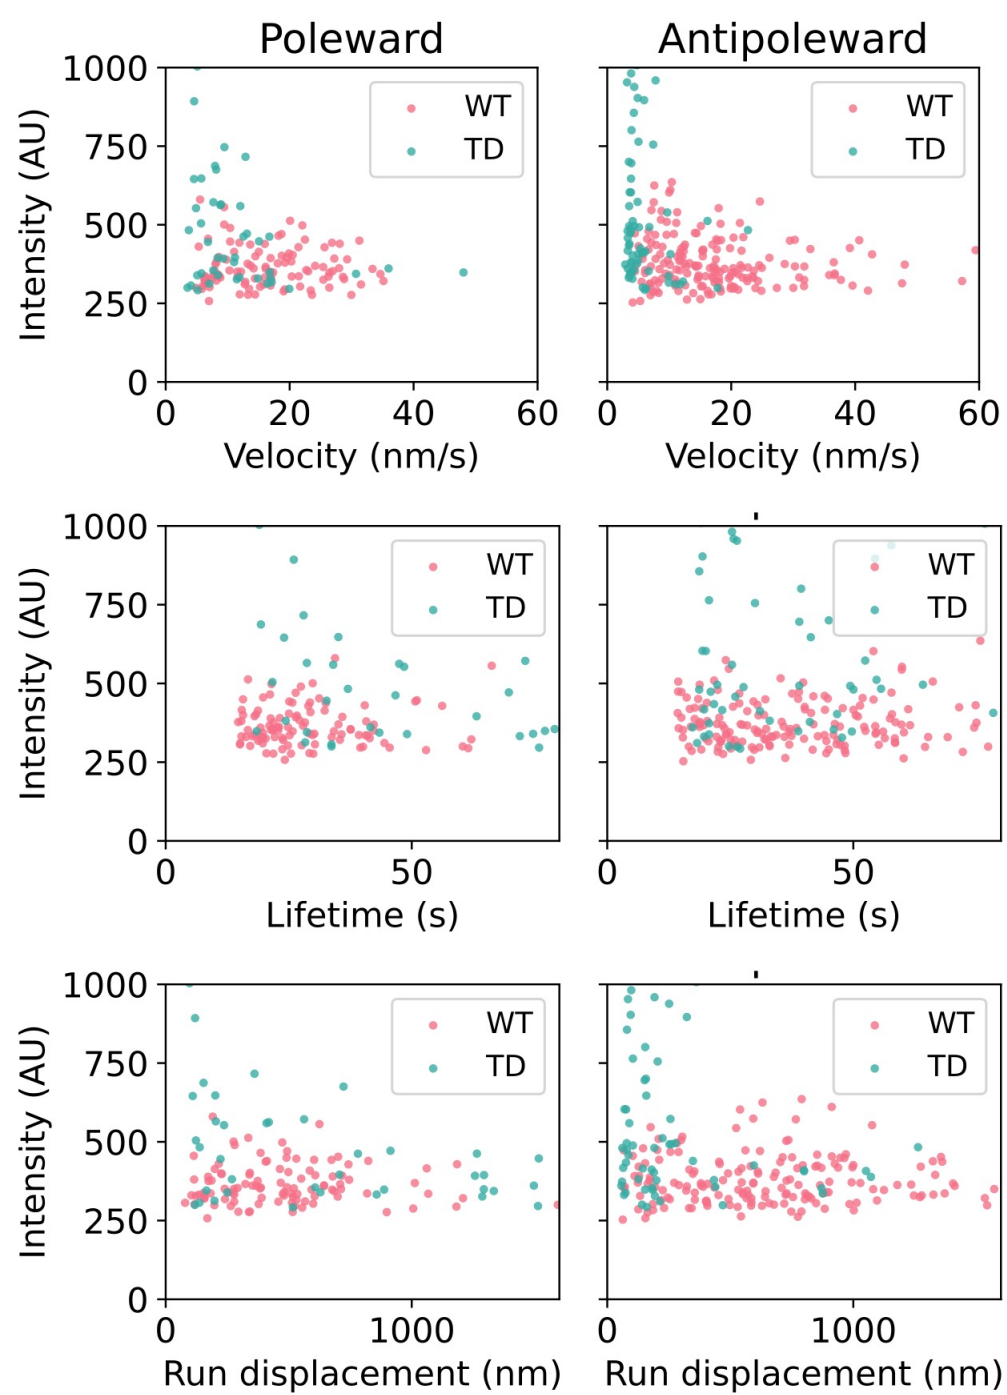 Poleward Antipoleward
1000
750
500
250
0
Intensity (AU)
WT
TD
WT
TD
0 20 40 60
0 20 40 60
Velocity (nm/s) Velocity (nm/s)
1000
750
500
250
0
Intensity (AU)
WT
TD
WT
TD
0 50
0 50
Lifetime (s) Lifetime (s)
1000
750
500
250
0
Intensity (AU)
WT
TD
WT
TD
0 1000
0 1000
Run displacement (nm) Run displacement (nm)